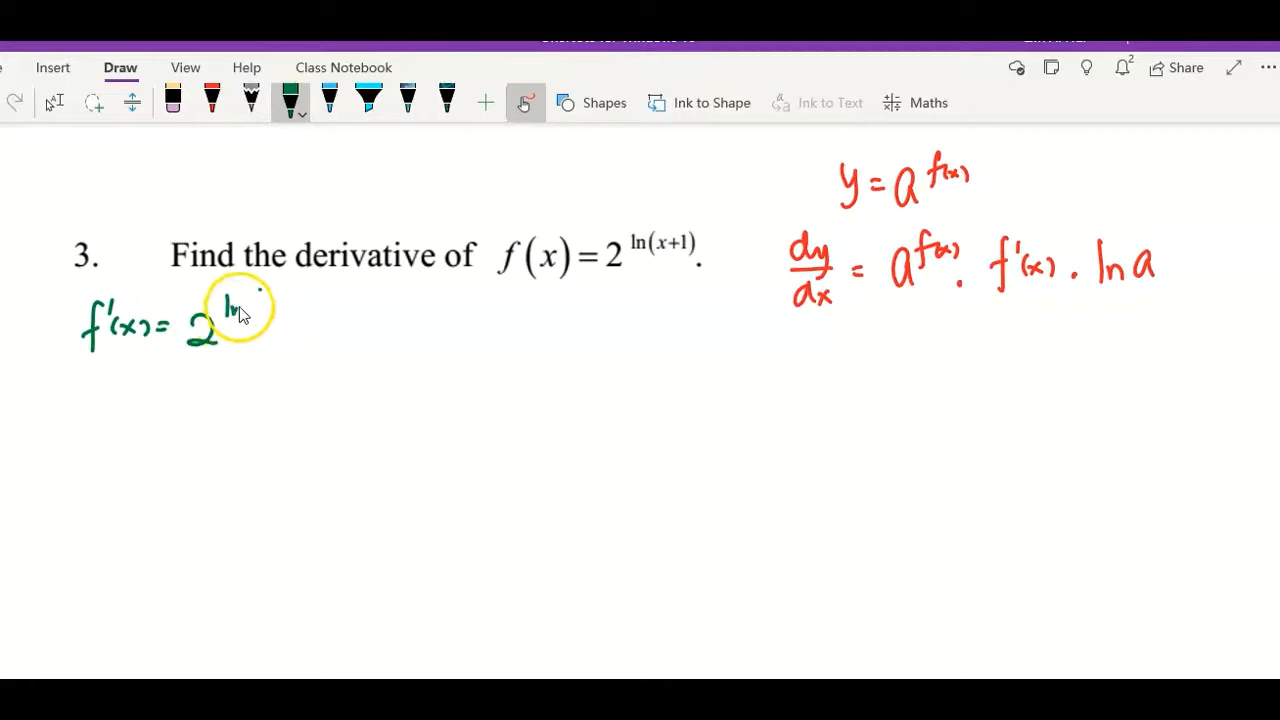 Insert Draw View Help Class Notebook Share
2
Shapes Ink to Shape Ink to Text Maths
y = a^f(x)
3. Find the derivative of f(x) = 2^ln(x+1).
dy/dx = a^f(x) . f'(x) . ln a
f'(x) = 2^ln